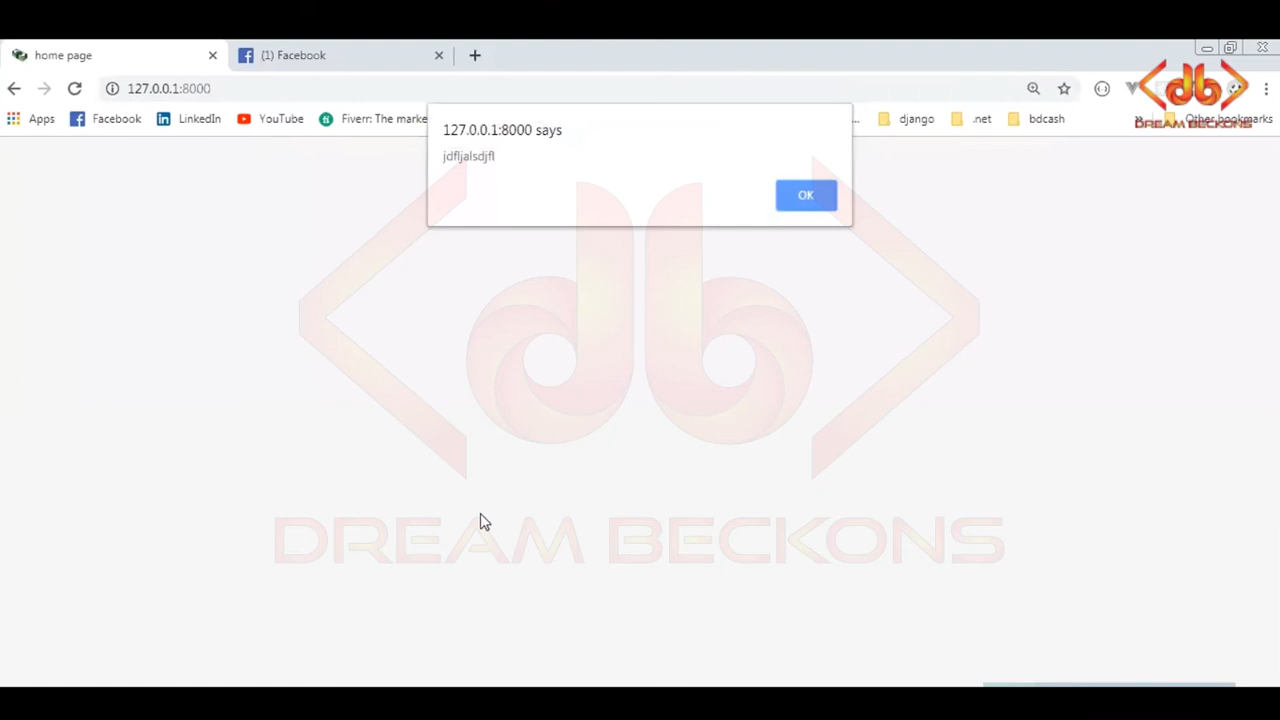 home page
(1) Facebook
127.0.0.1:8000
Apps
Facebook
LinkedIn
YouTube
Fiverr: The marke
...
django
.net
bdcash
»
Other bookmarks
DREAM BECKONS
127.0.0.1:8000 says
jdfljalsdjfl
OK
DREAM BECKONS